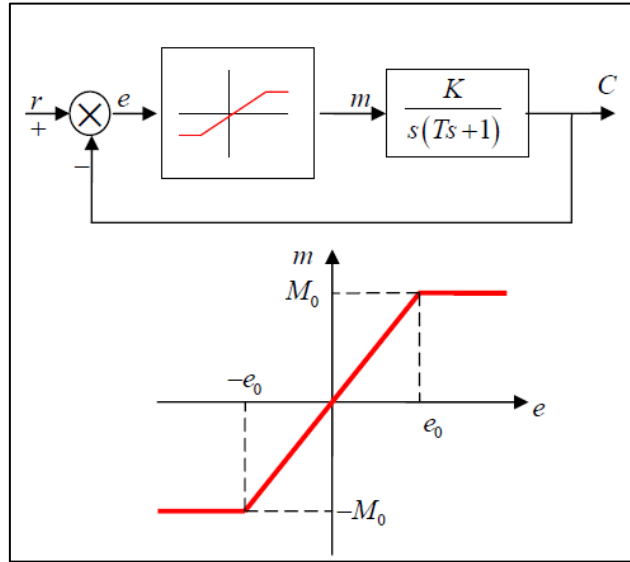 r + − e m K C
s(Ts+1)
m
M₀
−e₀
e₀ e
−M₀